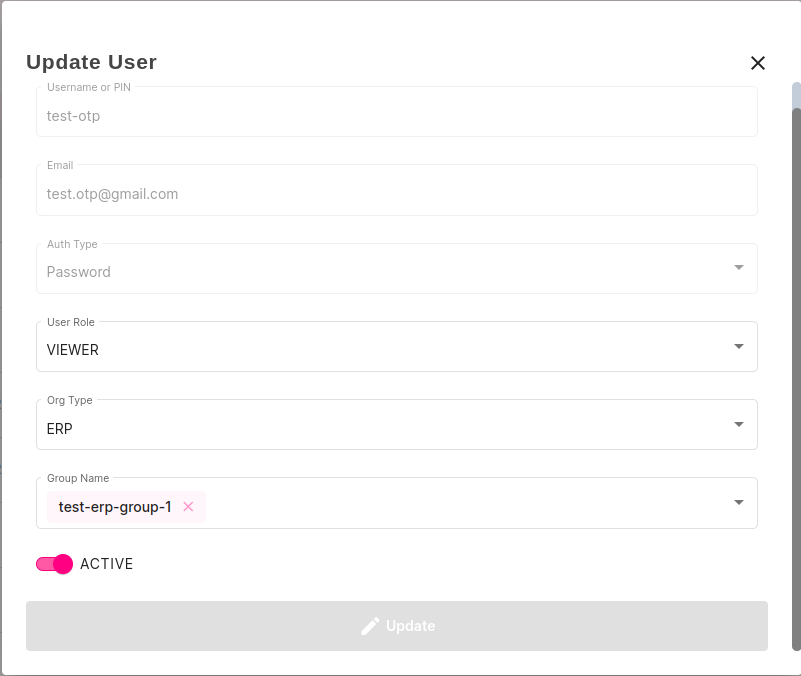 Update User
Username or PIN
test-otp
Email
test.otp@gmail.com
Auth Type
Password
User Role
VIEWER
Org Type
ERP
Group Name
test-erp-group-1
ACTIVE
Update